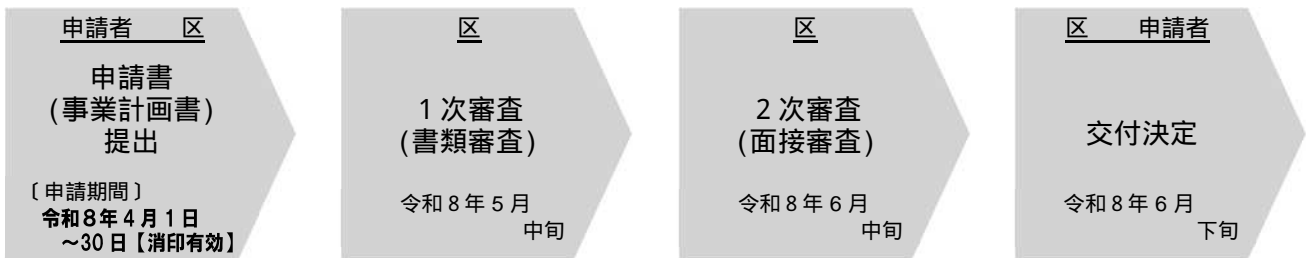 申請者　　区
申請書
(事業計画書)
提出
〔申請期間〕
令和８年４月１日
～30日【消印有効】
区
１次審査
(書類審査)
令和８年５月
中旬
区
２次審査
(面接審査)
令和８年６月
中旬
区　　申請者
交付決定
令和８年６月
下旬